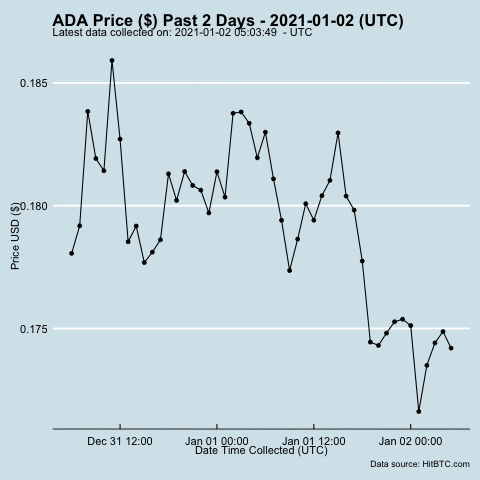 ADA Price ($) Past 2 Days - 2021-01-02 (UTC)
Latest data collected on: 2021-01-02 05:03:49  - UTC
0.185
0.180
0.175
Price USD ($)
Dec 31 12:00
Jan 01 00:00
Jan 01 12:00
Jan 02 00:00
Date Time Collected (UTC)
Data source: HitBTC.com